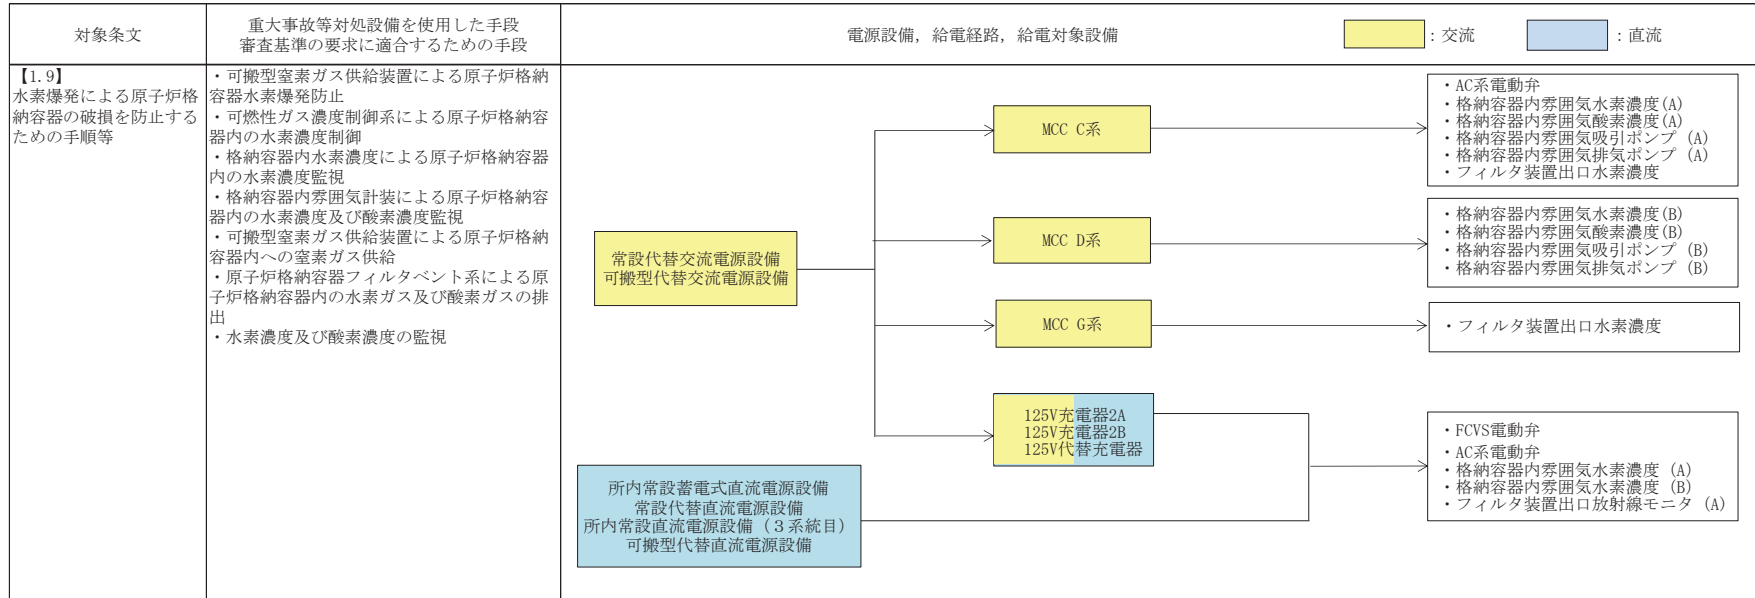 対象条文
重大事故等対処設備を使用した手段
審査基準の要求に適合するための手段
電源設備，給電経路，給電対象設備
：交流
：直流
【1.9】
水素爆発による原子炉格
納容器の破損を防止する
ための手順等
・可搬型窒素ガス供給装置による原子炉格納
容器水素爆発防止
・可燃性ガス濃度制御系による原子炉格納容
器内の水素濃度制御
・格納容器内水素濃度による原子炉格納容器
内の水素濃度監視
・格納容器内雰囲気計装による原子炉格納容
器内の水素濃度及び酸素濃度監視
・可搬型窒素ガス供給装置による原子炉格納
容器内への窒素ガス供給
・原子炉格納容器フィルタベント系による原
子炉格納容器内の水素ガス及び酸素ガスの排
出
・水素濃度及び酸素濃度の監視
常設代替交流電源設備
可搬型代替交流電源設備
所内常設蓄電式直流電源設備
常設代替直流電源設備
所内常設直流電源設備（３系統目）
可搬型代替直流電源設備
MCC C系
MCC D系
MCC G系
125V充電器2A
125V充電器2B
125V代替充電器
・AC系電動弁
・格納容器内雰囲気水素濃度(A)
・格納容器内雰囲気酸素濃度(A)
・格納容器内雰囲気吸引ポンプ (A)
・格納容器内雰囲気排気ポンプ (A)
・フィルタ装置出口水素濃度
・格納容器内雰囲気水素濃度(B)
・格納容器内雰囲気酸素濃度(B)
・格納容器内雰囲気吸引ポンプ (B)
・格納容器内雰囲気排気ポンプ (B)
・フィルタ装置出口水素濃度
・FCVS電動弁
・AC系電動弁
・格納容器内雰囲気水素濃度 (A)
・格納容器内雰囲気水素濃度 (B)
・フィルタ装置出口放射線モニタ (A)